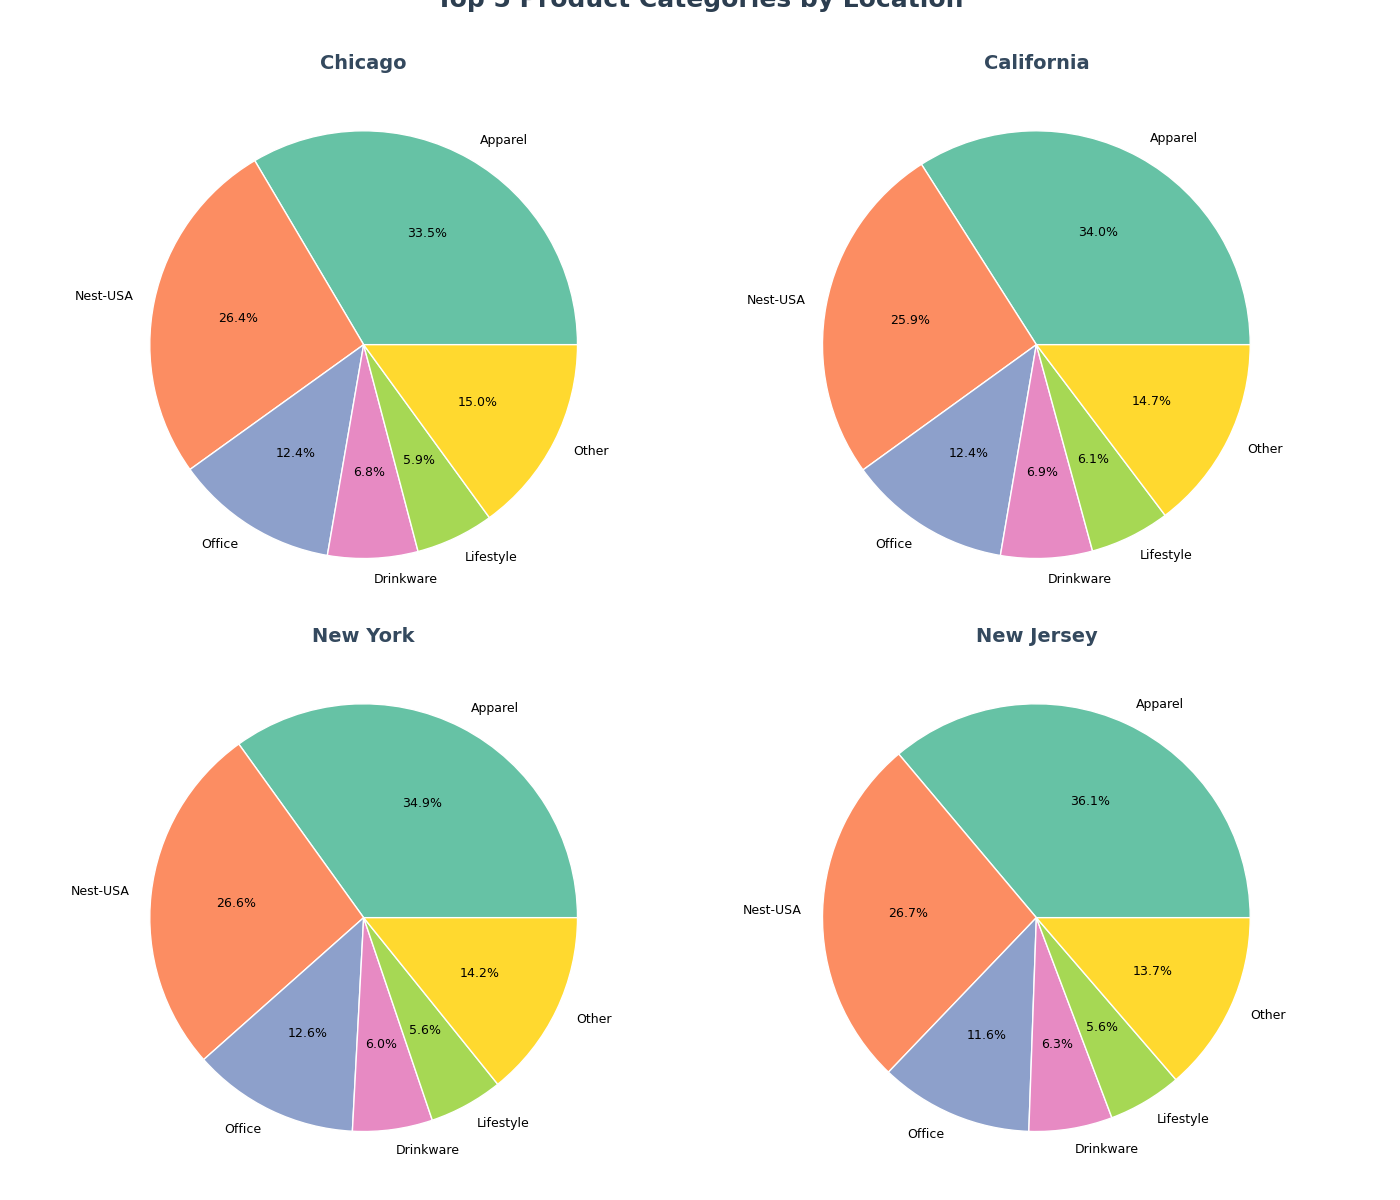 Top 5 Product Categories by Location
Chicago
Apparel
33.5%
Nest-USA
26.4%
Office
12.4%
Drinkware
6.8%
Lifestyle
5.9%
Other
15.0%
California
Apparel
34.0%
Nest-USA
25.9%
Office
12.4%
Drinkware
6.9%
Lifestyle
6.1%
Other
14.7%
New York
Apparel
34.9%
Nest-USA
26.6%
Office
12.6%
Drinkware
6.0%
Lifestyle
5.6%
Other
14.2%
New Jersey
Apparel
36.1%
Nest-USA
26.7%
Office
11.6%
Drinkware
6.3%
Lifestyle
5.6%
Other
13.7%